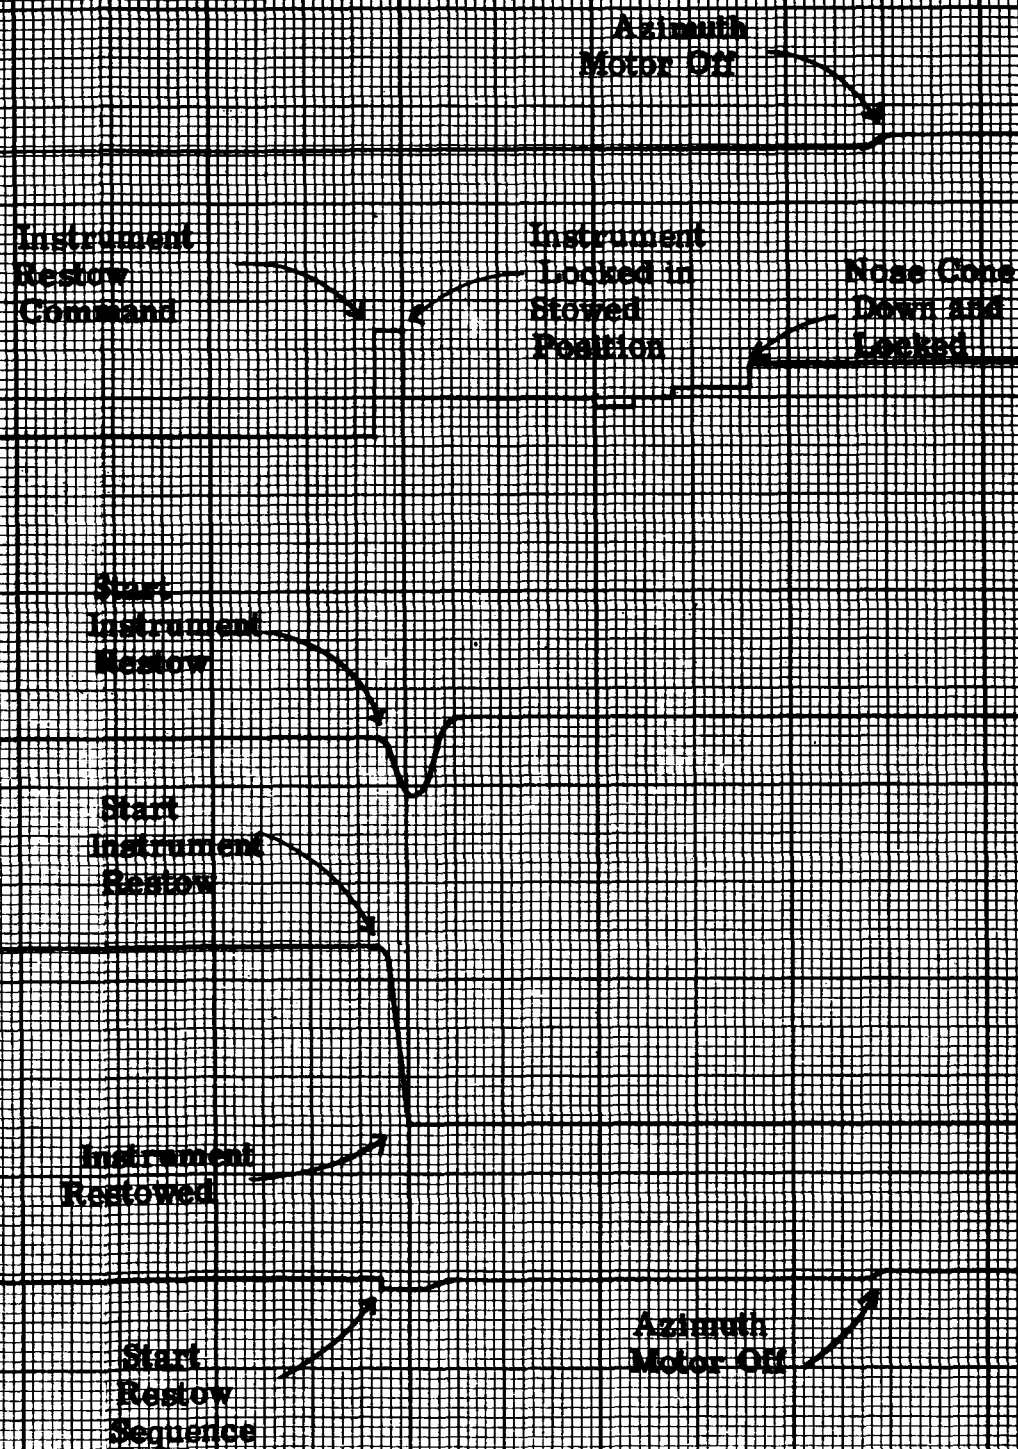 Azimuth
Motor Off
Instrument
Restow
Command
Instrument
Locked in
Stowed
Position
Nose Cone
Down and
Locked
Start
Instrument
Restow
Start
Instrument
Restow
Instrument
Restowed
Start
Restow
Sequence
Azimuth
Motor Off